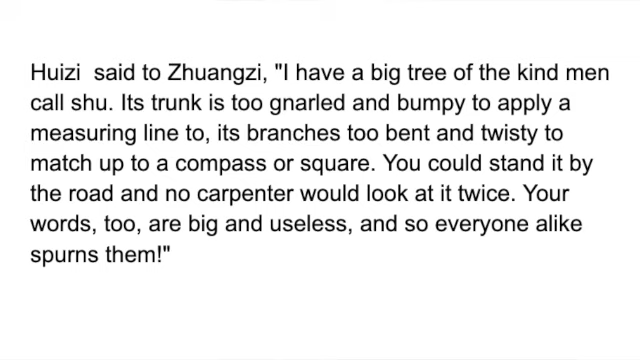 Huizi  said to Zhuangzi, "I have a big tree of the kind men
call shu. Its trunk is too gnarled and bumpy to apply a
measuring line to, its branches too bent and twisty to
match up to a compass or square. You could stand it by
the road and no carpenter would look at it twice. Your
words, too, are big and useless, and so everyone alike
spurns them!"